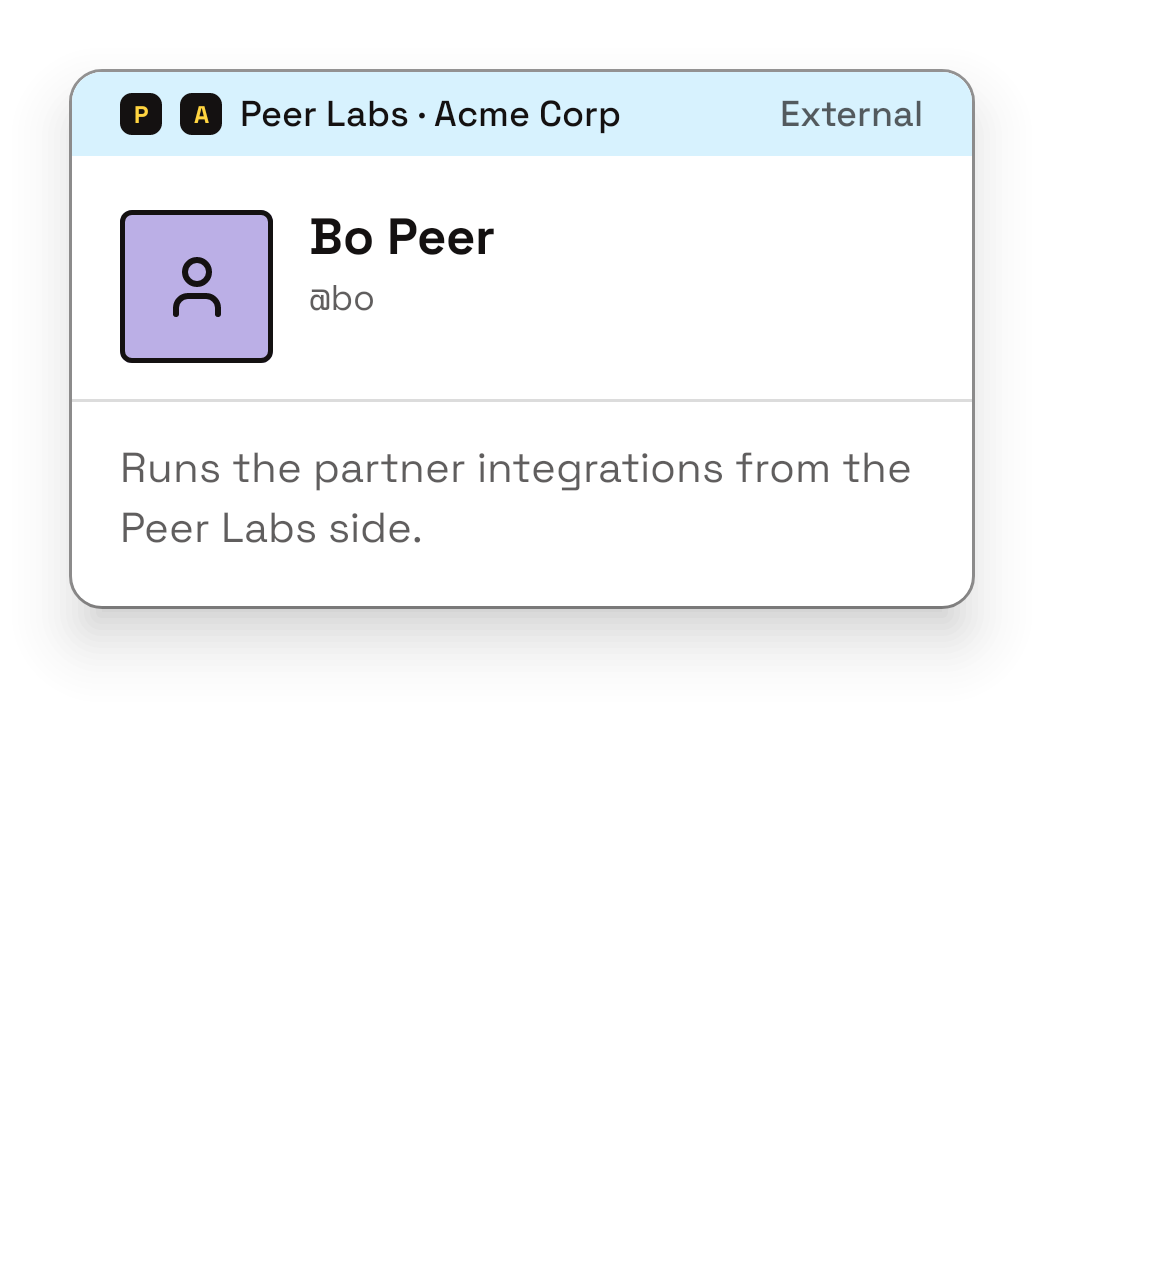 P A Peer Labs · Acme Corp External
Bo Peer
@bo
Runs the partner integrations from the
Peer Labs side.